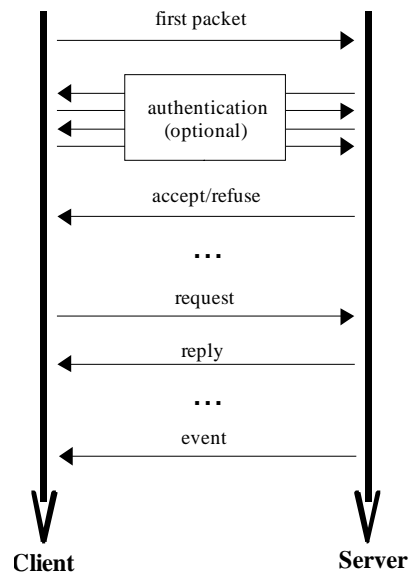 first packet
authentication
(optional)
accept/refuse
...
request
reply
...
event
Client
Server